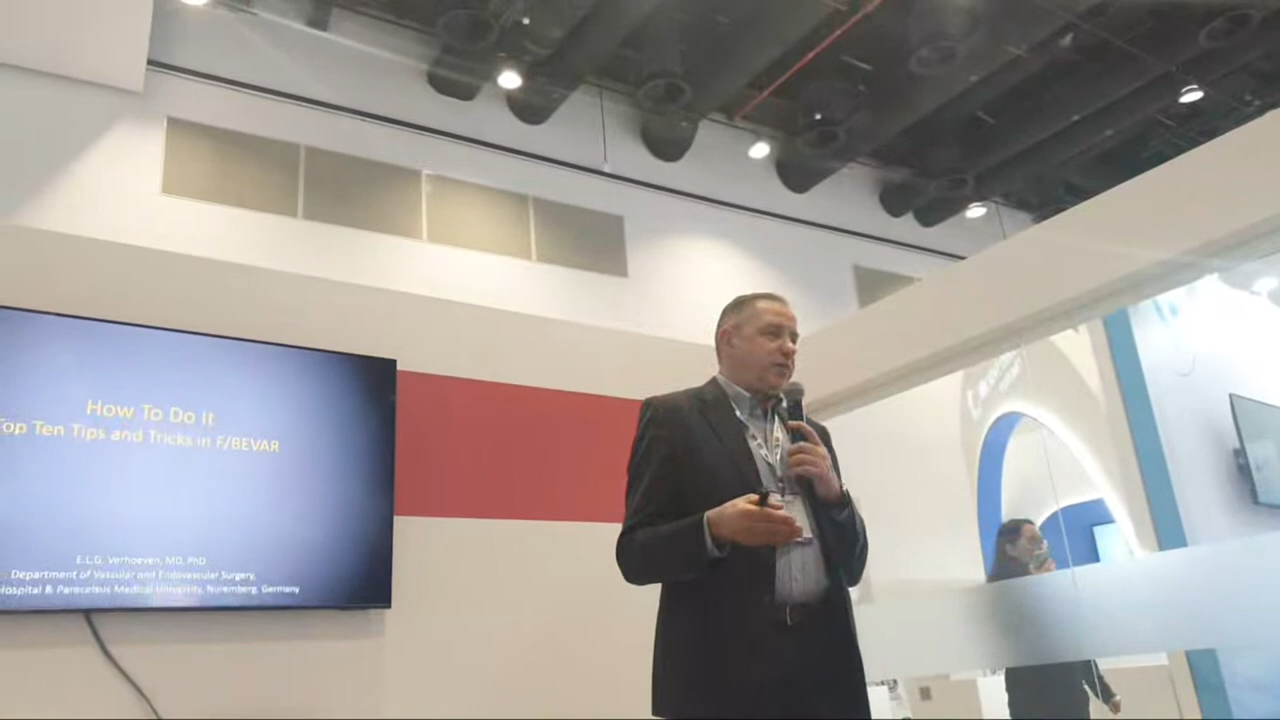 How To Do It
Top Ten Tips and Tricks in F/BEVAR
E.L.G. Verhoeven, MD, PhD
Department of Vascular and Endovascular Surgery,
Hospital & Paracelsus Medical University, Nuremberg, Germany